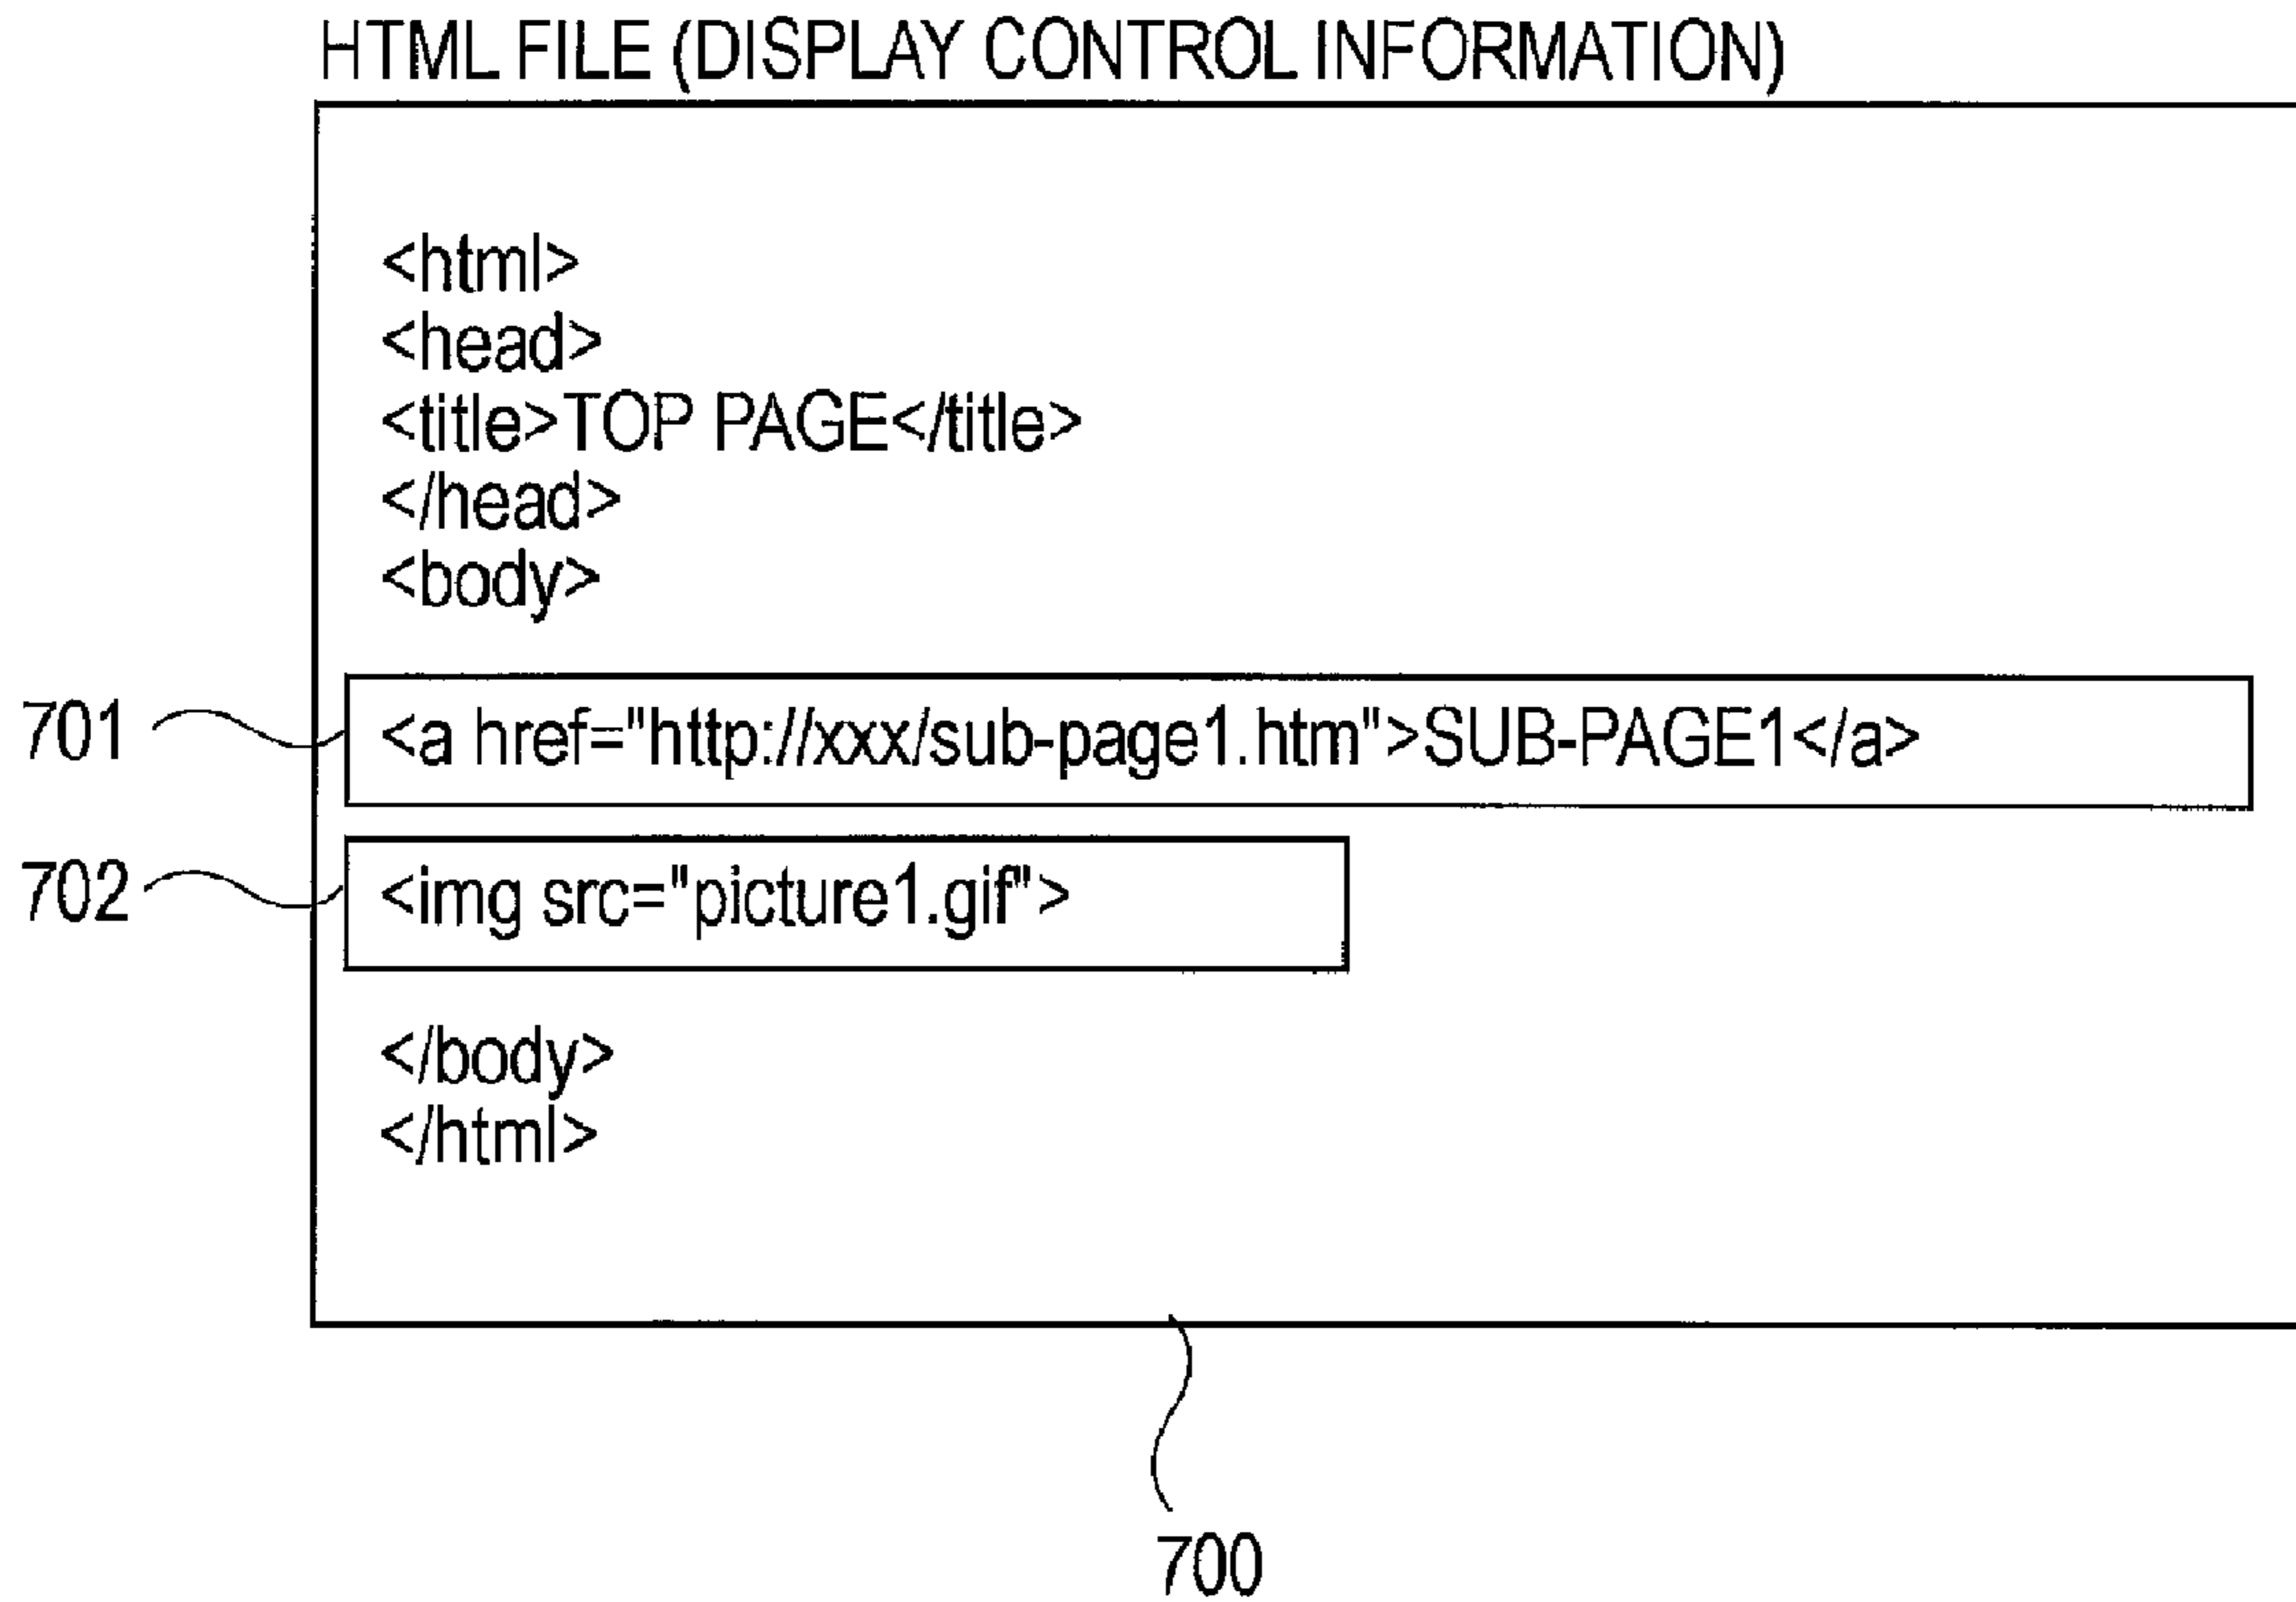 HTML FILE (DISPLAY CONTROL INFORMATION)
<html>
<head>
<title>TOP PAGE</title>
</head>
<body>
701
<a href="http://xxx/sub-page1.htm">SUB-PAGE1</a>
702
<img src="picture1.gif">
</body>
</html>
700